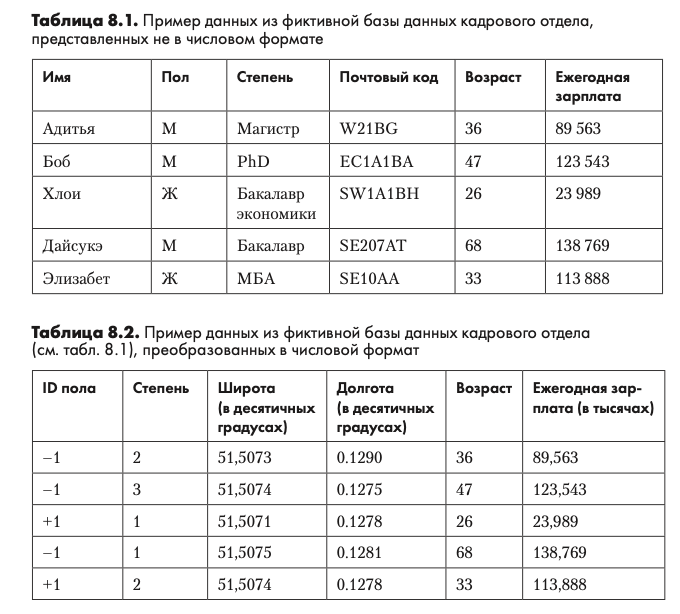 Таблица 8.1. Пример данных из фиктивной базы данных кадрового отдела,
представленных не в числовом формате
Имя Пол Степень Почтовый код Возраст Ежегодная
зарплата
Адитья М Магистр W21BG 36 89 563
Боб М PhD EC1A1BA 47 123 543
Хлои Ж Бакалавр SW1A1BH 26 23 989
экономики
Дайсукэ М Бакалавр SE207AT 68 138 769
Элизабет Ж МБА SE10AA 33 113 888
Таблица 8.2. Пример данных из фиктивной базы данных кадрового отдела
(см. табл. 8.1), преобразованных в числовой формат
ID пола Степень Широта Долгота Возраст Ежегодная зар-
(в десятичных (в десятичных плата (в тысячах)
градусах) градусах)
–1 2 51,5073 0.1290 36 89,563
–1 3 51,5074 0.1275 47 123,543
+1 1 51,5071 0.1278 26 23,989
–1 1 51,5075 0.1281 68 138,769
+1 2 51,5074 0.1278 33 113,888